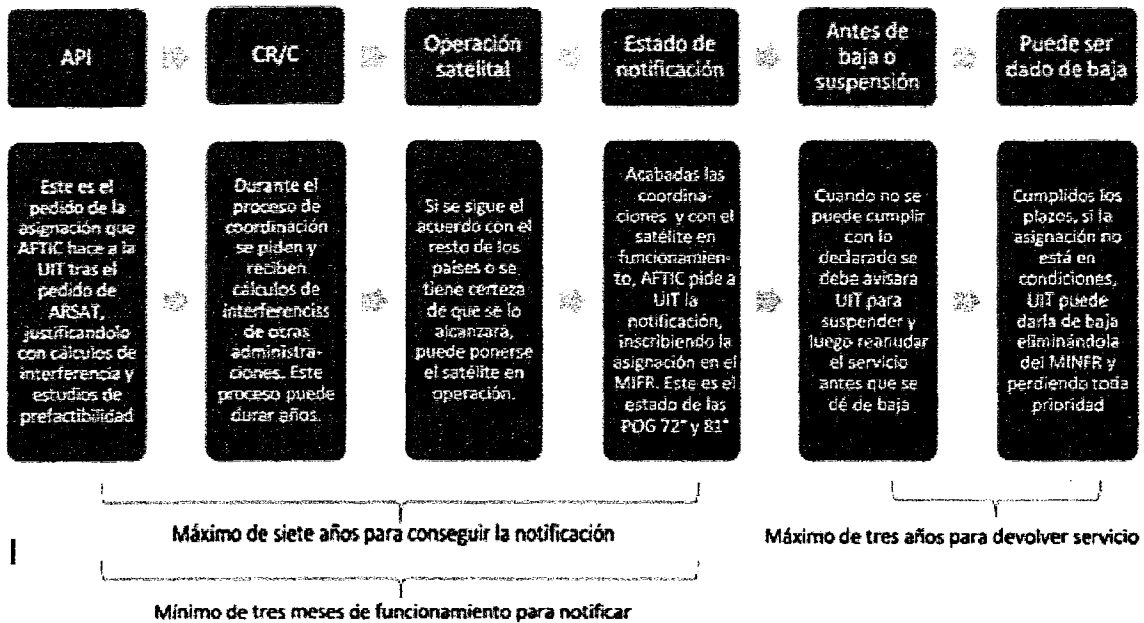 API
CR/C
Operación
satelital
Estado de
notificación
Antes de
baja o
suspensión
Puede ser
dado de baja
Este es el
pedido de la
asignación que
AFTIC hace a la
UIT tras el
pedido de
ARSAT,
justificandolo
con cálculos de
interferencia y
estudios de
prefactibilidad
Durante el
proceso de
coordinación
se piden y
reciben
cálculos de
interferencias
de otras
administra-
ciones. Este
proceso puede
durar años.
Si se sigue el
acuerdo con el
resto de los
países o se
tiene certeza
de que se lo
alcanzará,
puede ponerse
el satélite en
operación.
Acabadas las
coordina-
ciones y con el
satélite en
funcionamien-
to, AFTIC pide a
UIT la
notificación,
inscribiendo la
asignación en el
MIFR. Este es el
estado de las
POG 72° y 81°
Cuando no se
puede cumplir
con lo
declarado se
debe avisara
UIT para
suspender y
luego reanudar
el servicio
antes que se
dé de baja
Cumplidos los
plazos, si la
asignación no
está en
condiciones,
UIT puede
darla de baja
eliminándola
del MINFR y
perdiendo toda
prioridad
Máximo de siete años para conseguir la notificación
Máximo de tres años para devolver servicio
Mínimo de tres meses de funcionamiento para notificar